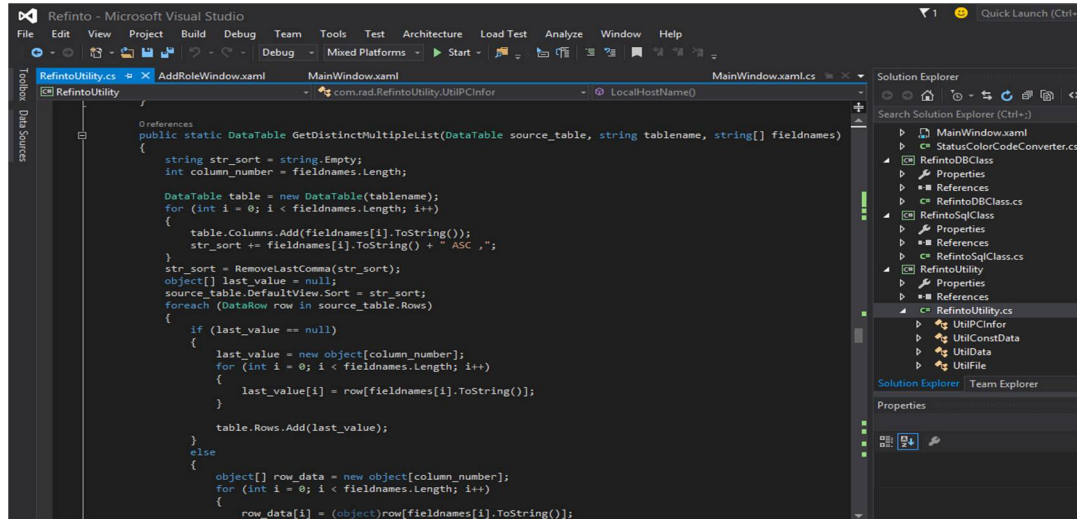 Refinto - Microsoft Visual Studio
1
Quick Launch (Ctrl+
File Edit View Project Build Debug Team Tools Test Architecture Load Test Analyze Window Help
Debug Mixed Platforms Start
RefintoUtility.cs AddRoleWindow.xaml MainWindow.xaml MainWindow.xaml.cs
C# RefintoUtility com.rad.RefintoUtility.UtilPCInfor LocalHostName()
Toolbox
Data Sources
}
0 references
public static DataTable GetDistinctMultipleList(DataTable source_table, string tablename, string[] fieldnames)
{
string str_sort = string.Empty;
int column_number = fieldnames.Length;
DataTable table = new DataTable(tablename);
for (int i = 0; i < fieldnames.Length; i++)
{
table.Columns.Add(fieldnames[i].ToString());
str_sort += fieldnames[i].ToString() + " ASC ,";
}
str_sort = RemoveLastComma(str_sort);
object[] last_value = null;
source_table.DefaultView.Sort = str_sort;
foreach (DataRow row in source_table.Rows)
{
if (last_value == null)
{
last_value = new object[column_number];
for (int i = 0; i < fieldnames.Length; i++)
{
last_value[i] = row[fieldnames[i].ToString()];
}
table.Rows.Add(last_value);
}
else
{
object[] row_data = new object[column_number];
for (int i = 0; i < fieldnames.Length; i++)
{
row_data[i] = (object)row[fieldnames[i].ToString()];
Solution Explorer
Search Solution Explorer (Ctrl+;)
MainWindow.xaml
C# StatusColorCodeConverter.cs
C# RefintoDBClass
Properties
References
C# RefintoDBClass.cs
C# RefintoSqlClass
Properties
References
C# RefintoSqlClass.cs
C# RefintoUtility
Properties
References
C# RefintoUtility.cs
UtilPCInfor
UtilConstData
UtilData
UtilFile
Solution Explorer Team Explorer
Properties